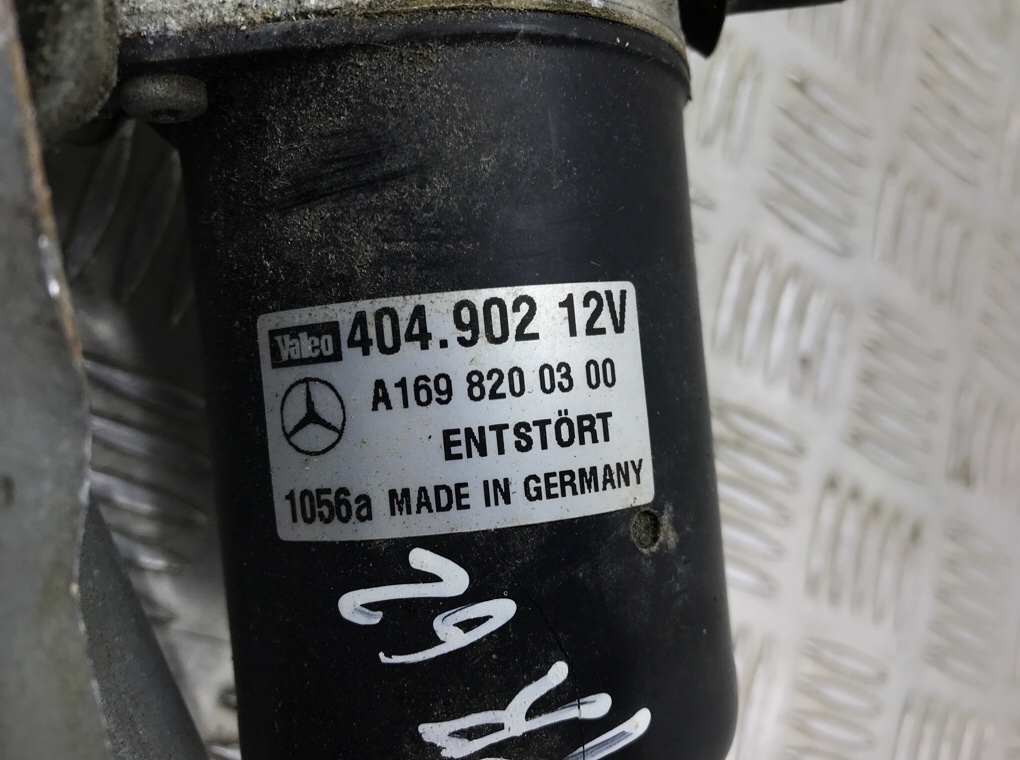 Valeo 404.902 12V
A169 820 03 00
ENTSTÖRT
1056a MADE IN GERMANY